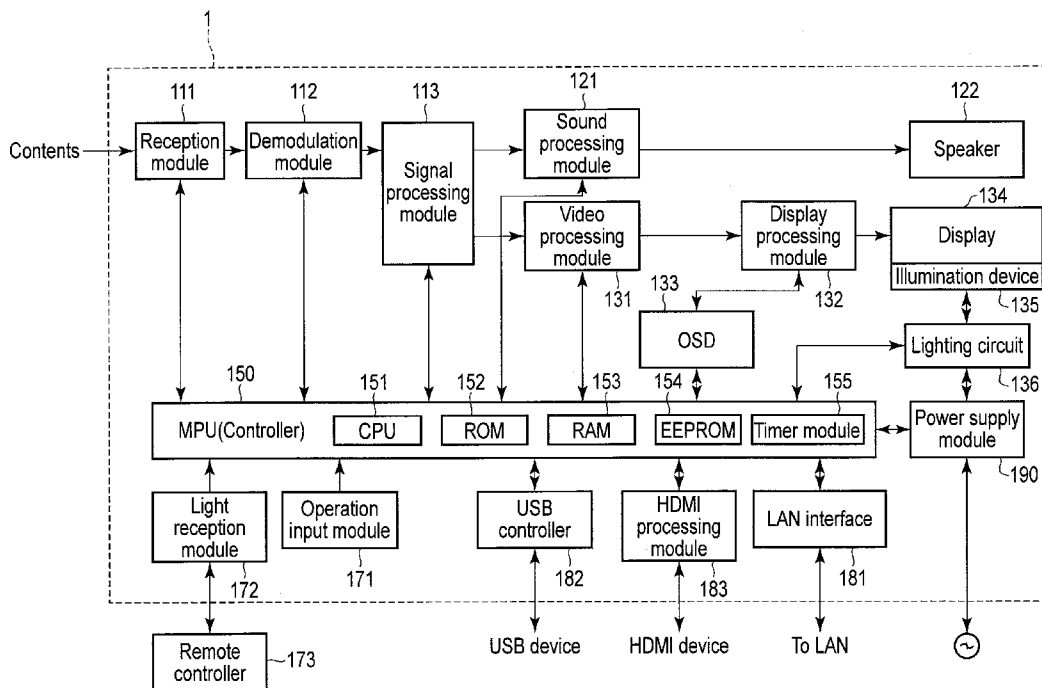 1
111
112
113
121
122
Contents
Reception
module
Demodulation
module
Signal
processing
module
Sound
processing
module
Speaker
134
Video
processing
module
Display
processing
module
Display
Illumination device
131
132
135
133
OSD
Lighting circuit
136
150
151
152
153
154
155
MPU(Controller)
CPU
ROM
RAM
EEPROM
Timer module
Power supply
module
190
Light
reception
module
Operation
input module
USB
controller
HDMI
processing
module
LAN interface
172
171
182
183
181
Remote
controller
173
USB device
HDMI device
To LAN